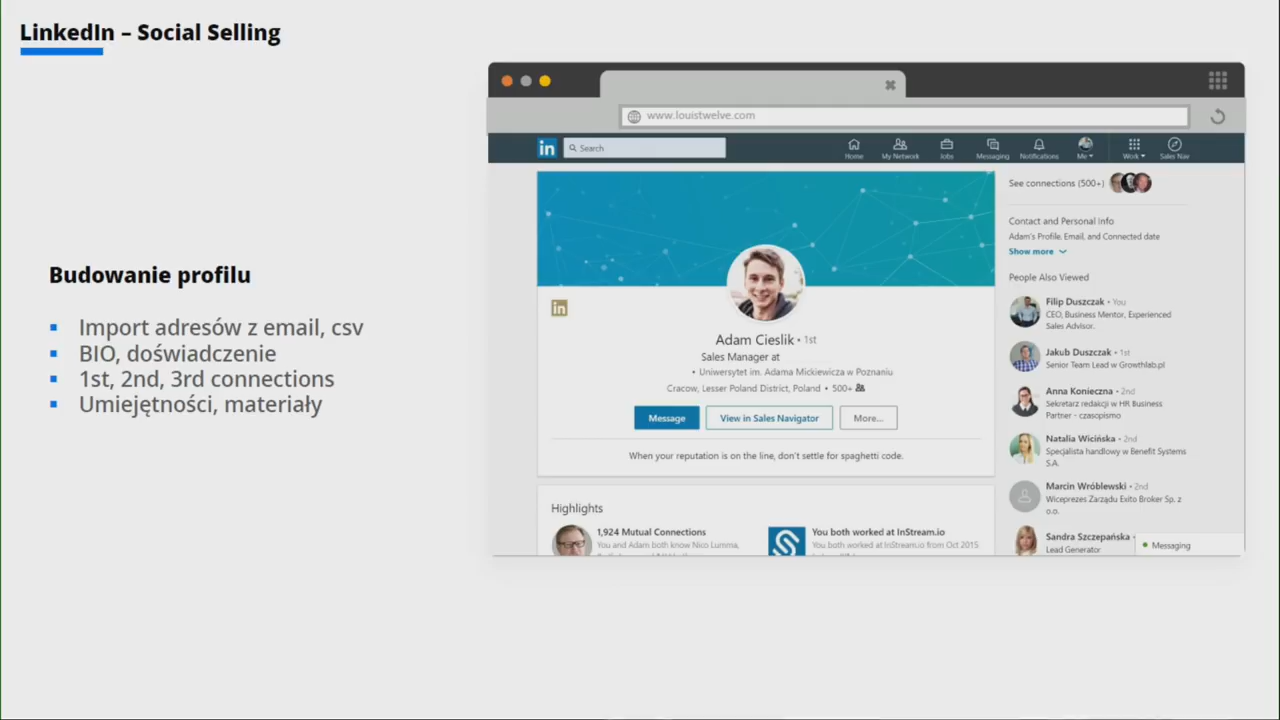 LinkedIn – Social Selling
Budowanie profilu
Import adresów z email, csv
BIO, doświadczenie
1st, 2nd, 3rd connections
Umiejętności, materiały
www.louistwelve.com
in
Search
Home
My Network
Jobs
Messaging
Notifications
Me
Work
Sales Nav
in
Adam Cieslik • 1st
Sales Manager at
• Uniwersytet im. Adama Mickiewicza w Poznaniu
Cracow, Lesser Poland District, Poland • 500+
Message
View in Sales Navigator
More...
When your reputation is on the line, don't settle for spaghetti code.
Highlights
1,924 Mutual Connections
You and Adam both know Nico Lumma,
You both worked at InStream.io
You both worked at InStream.io from Oct 2015
See connections (500+)
Contact and Personal Info
Adam's Profile, Email, and Connected date
Show more
People Also Viewed
Filip Duszczak • You
CEO, Business Mentor, Experienced
Sales Advisor.
Jakub Duszczak • 1st
Senior Team Lead w Growthlab.pl
Anna Konieczna • 2nd
Sekretarz redakcji w HR Business
Partner - czasopismo
Natalia Wicińska • 2nd
Specjalista handlowy w Benefit Systems
S.A.
Marcin Wróblewski • 2nd
Wiceprezes Zarządu Exito Broker Sp. z
o.o.
Sandra Szczepańska •
Lead Generator
Messaging